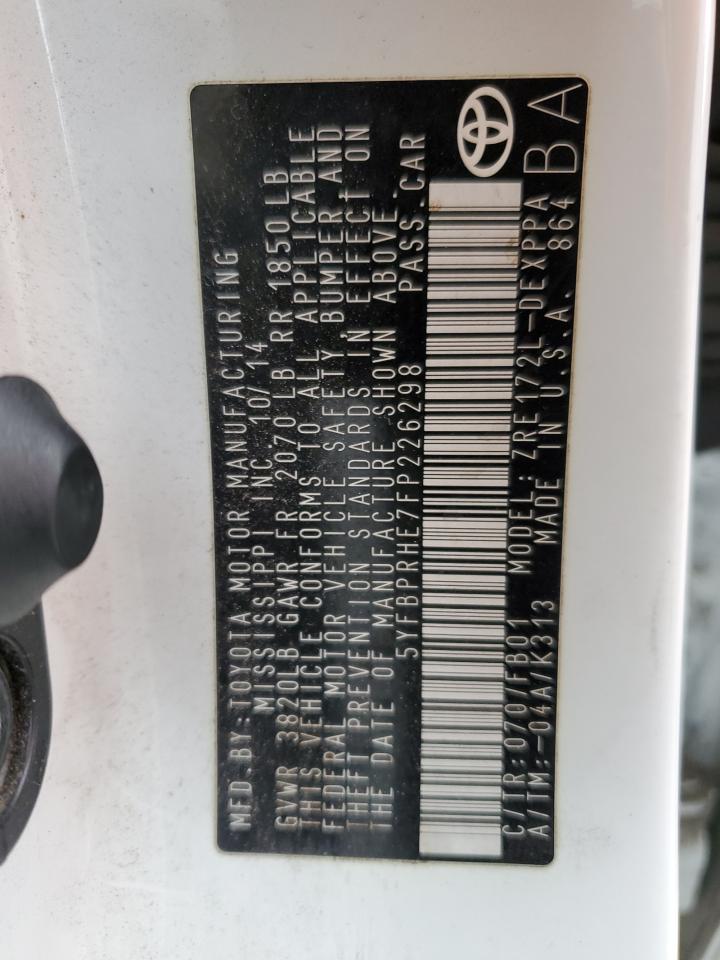 MFD.BY:TOYOTA MOTOR MANUFACTURING
MISSISSIPPI INC 10/14
GVWR 3820LB GAWR FR 2070 LB RR 1850LB
THIS VEHICLE CONFORMS TO ALL APPLICABLE
FEDERAL MOTOR VEHICLE SAFETY, BUMPER AND
THEFT PREVENTION STANDARDS IN EFFECT ON
THE DATE OF MANUFACTURE SHOWN ABOVE.
5YFBPRHE7FP226298 PASS.CAR
C/TR:070/FB01 MODEL:ZRE172L-DEXPPA
A/TM:-04A/K313 MADE IN U.S.A. 864
BA